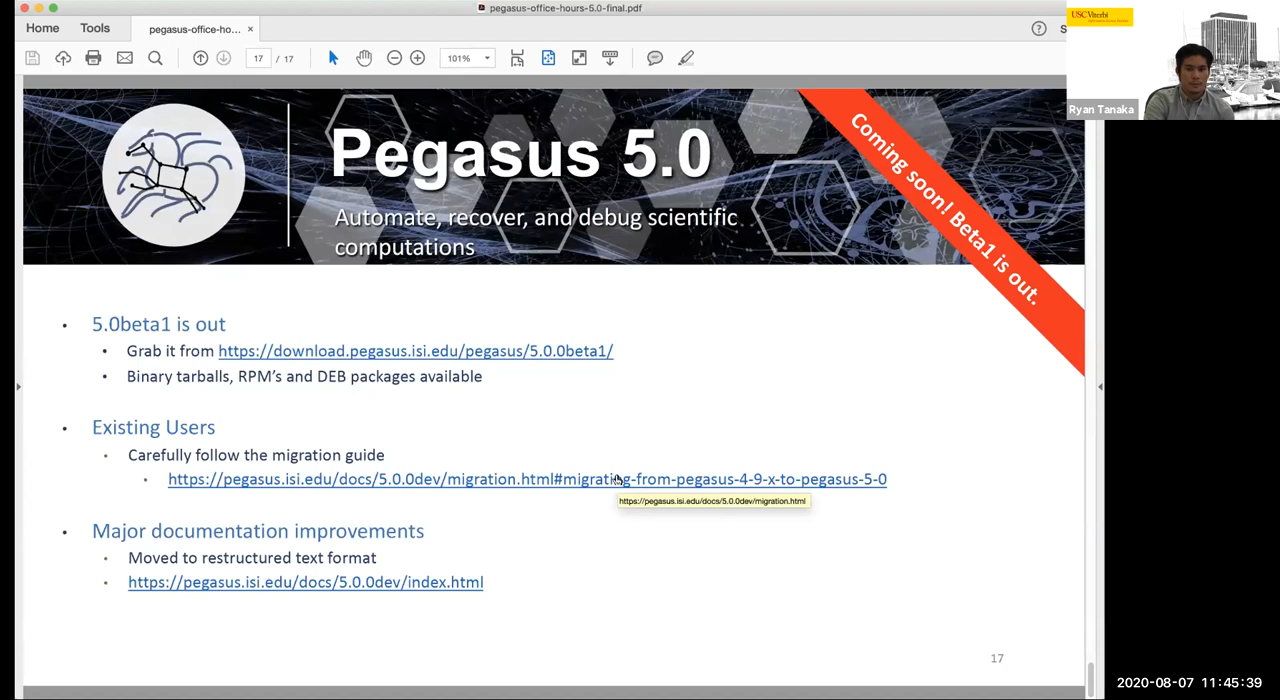 pegasus-office-hours-5.0-final.pdf
Home
Tools
pegasus-office-ho... ×
?
S
17 / 17
101%
USC Viterbi
Ryan Tanaka
Pegasus 5.0
Automate, recover, and debug scientific
computations
Coming soon! Beta1 is out.
• 5.0beta1 is out
• Grab it from https://download.pegasus.isi.edu/pegasus/5.0.0beta1/
• Binary tarballs, RPM's and DEB packages available
• Existing Users
• Carefully follow the migration guide
• https://pegasus.isi.edu/docs/5.0.0dev/migration.html#migrating-from-pegasus-4-9-x-to-pegasus-5-0
https://pegasus.isi.edu/docs/5.0.0dev/migration.html
• Major documentation improvements
• Moved to restructured text format
• https://pegasus.isi.edu/docs/5.0.0dev/index.html
17
2020-08-07 11:45:39